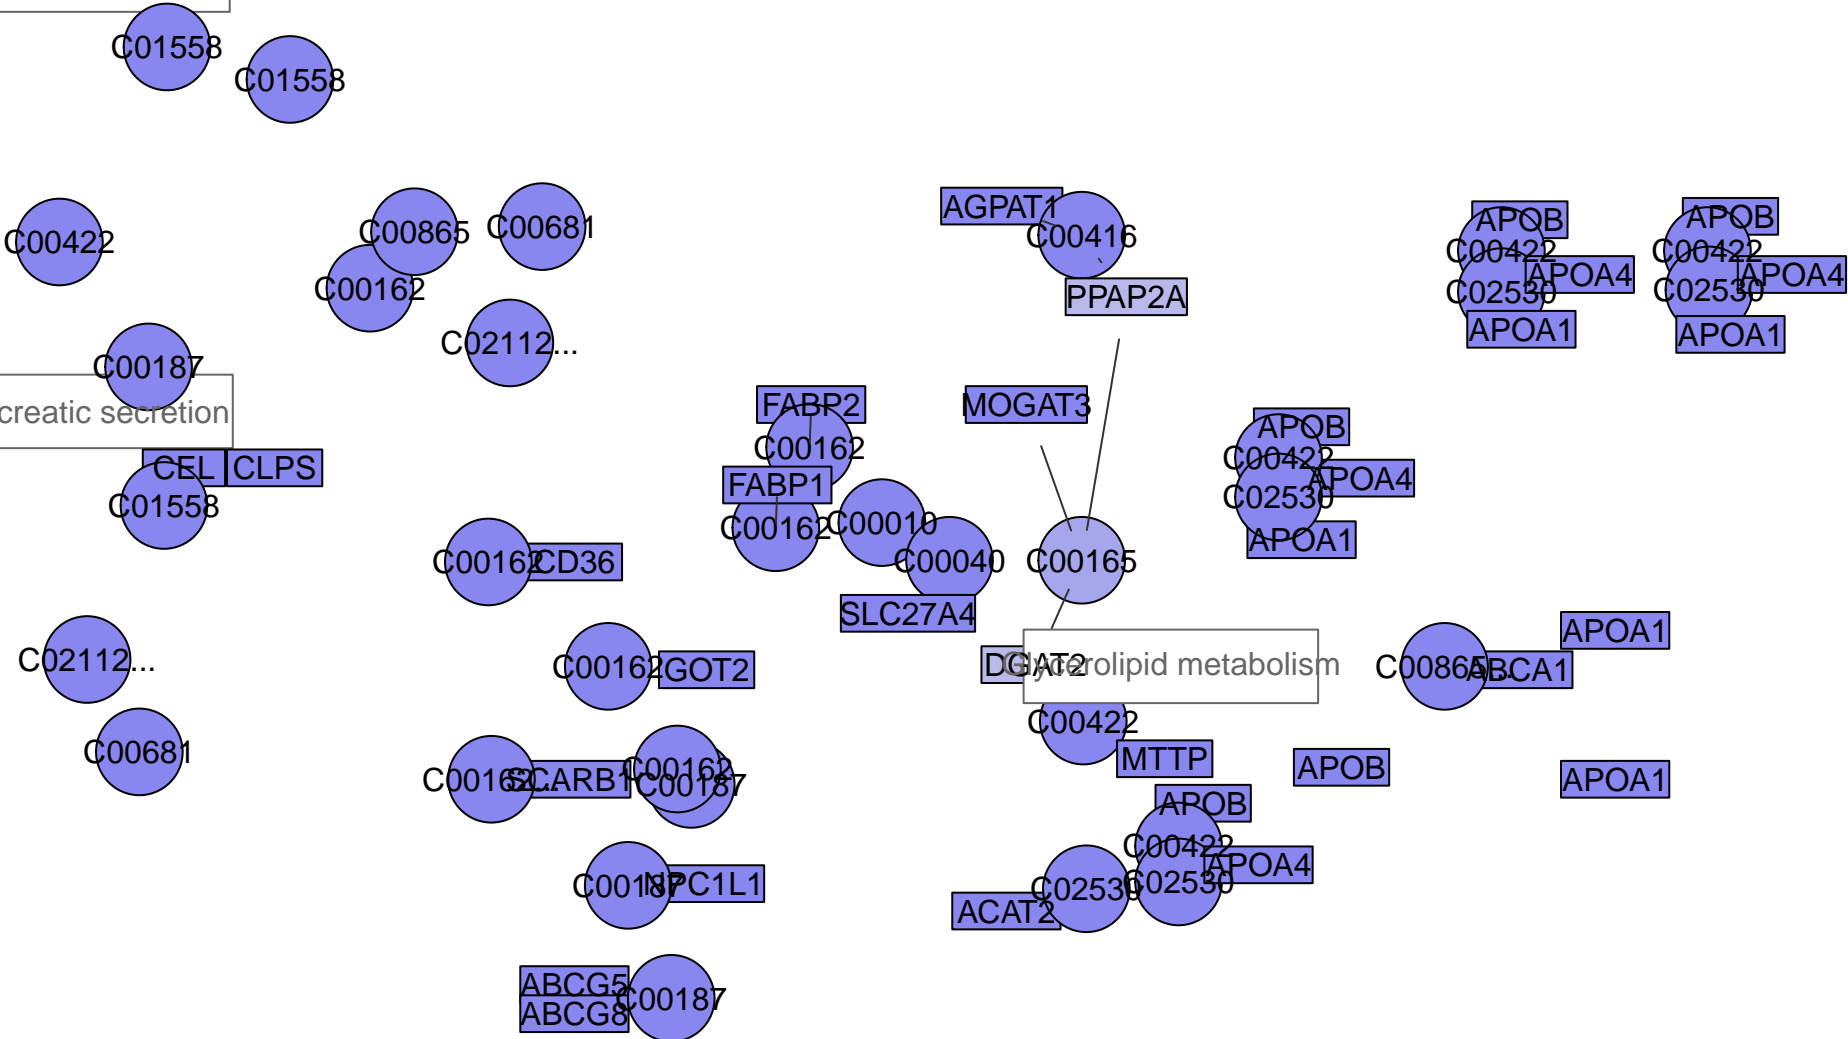 C01558
C01558
AGPAT1
C00422
C00865
C00681
C00416
APOB
APOB
C00422
C00422
APOA4
APOA4
C00162
PPAP2A
C02530
C02530
APOA1
APOA1
C02112...
C00187
creatic secretion
FABP2
MOGAT3
APOB
C00162
C00422
CEL
CLPS
FABP1
APOA4
C01558
C02530
C00162
C00010
APOA1
C00162
CD36
C00040
C00165
SLC27A4
APOA1
C02112...
C00162
GOT2
DGAT2
Glycerolipid metabolism
C00865...
ABCA1
C00422
C00681
MTTP
APOB
C00162...
SCARB1
C00162
C00187
APOA1
APOB
C00422
APOA4
C00187
NPC1L1
C02530
C02530
ACAT2
ABCG5
C00187
ABCG8